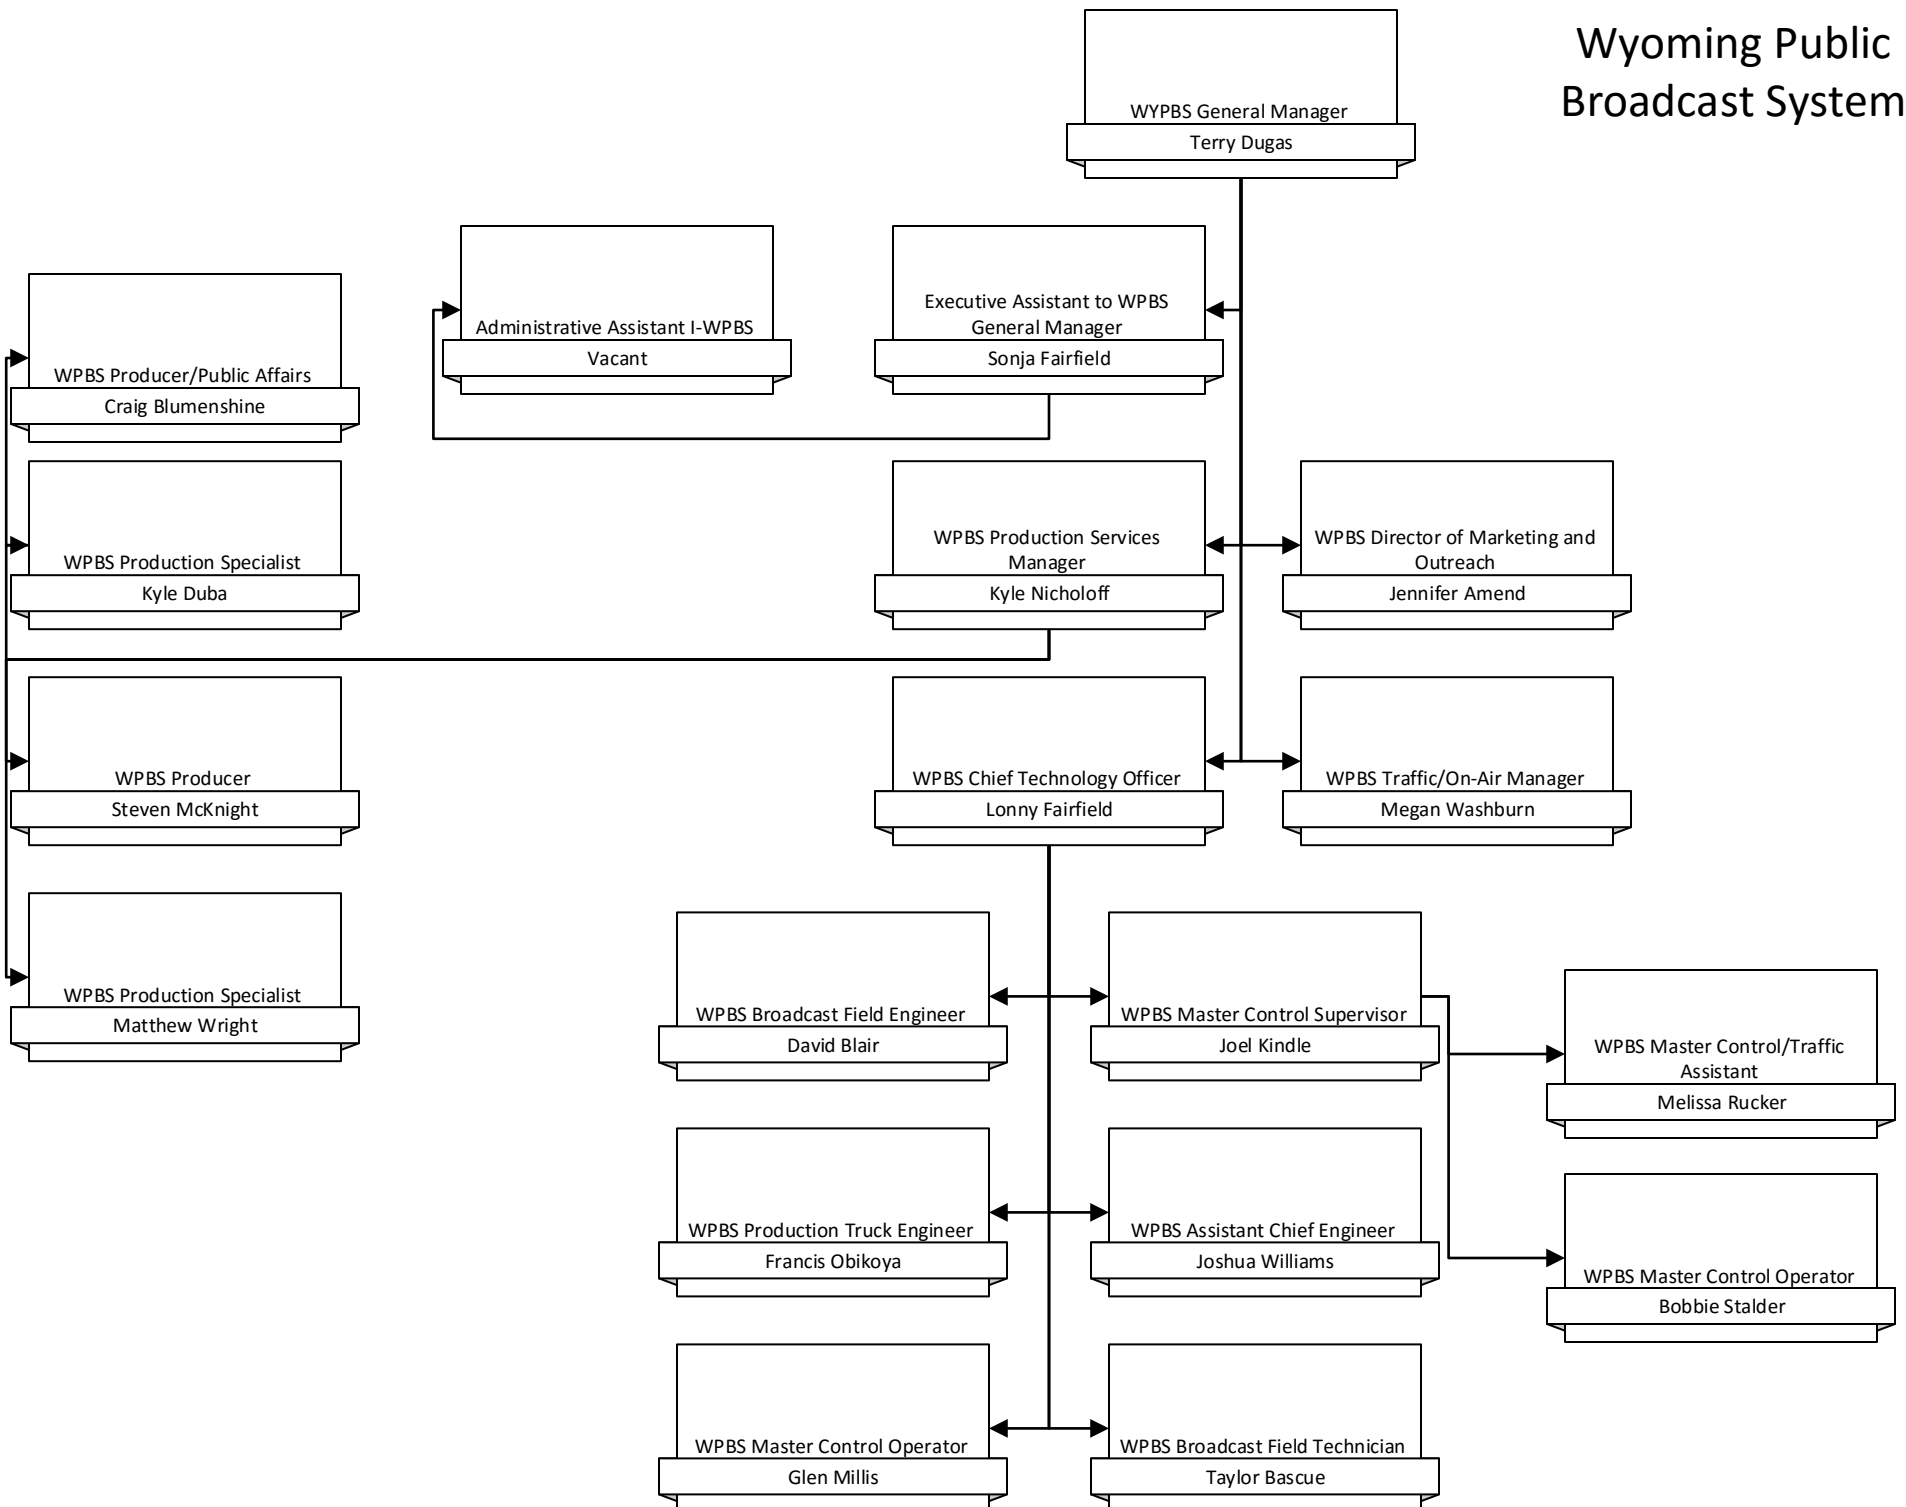 Wyoming Public
Broadcast System
WYPBS General Manager
Terry Dugas
Executive Assistant to WPBS
General Manager
Sonja Fairfield
Administrative Assistant I-WPBS
Vacant
WPBS Producer/Public Affairs
Craig Blumenshine
WPBS Production Specialist
Kyle Duba
WPBS Production Services
Manager
Kyle Nicholoff
WPBS Director of Marketing and
Outreach
Jennifer Amend
WPBS Producer
Steven McKnight
WPBS Chief Technology Officer
Lonny Fairfield
WPBS Traffic/On-Air Manager
Megan Washburn
WPBS Production Specialist
Matthew Wright
WPBS Broadcast Field Engineer
David Blair
WPBS Master Control Supervisor
Joel Kindle
WPBS Master Control/Traffic
Assistant
Melissa Rucker
WPBS Production Truck Engineer
Francis Obikoya
WPBS Assistant Chief Engineer
Joshua Williams
WPBS Master Control Operator
Bobbie Stalder
WPBS Master Control Operator
Glen Millis
WPBS Broadcast Field Technician
Taylor Bascue